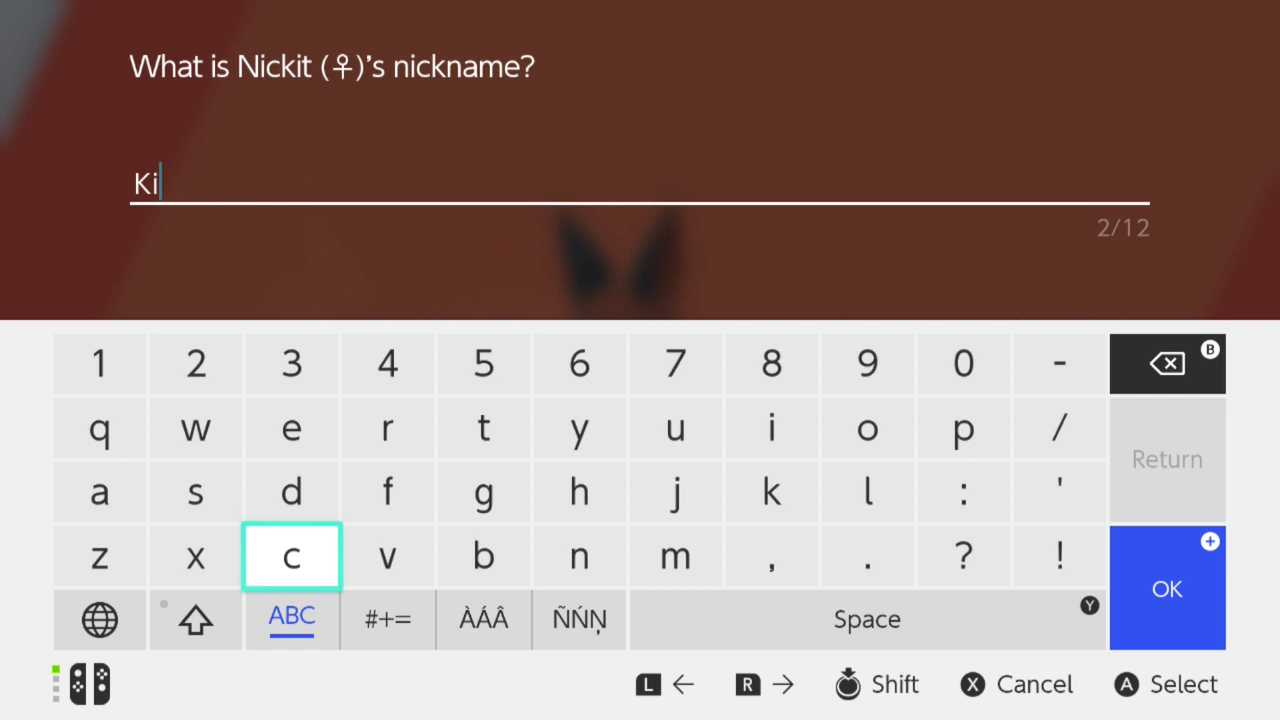 What is Nickit (♀)'s nickname?
Ki
2/12
1 2 3 4 5 6 7 8 9 0 - B
q w e r t y u i o p / Return
a s d f g h j k l : '
z x c v b n m , . ? ! + OK
ABC #+= ÀÁÂ ÑŃŅ Space Y
L ← R → Shift X Cancel A Select